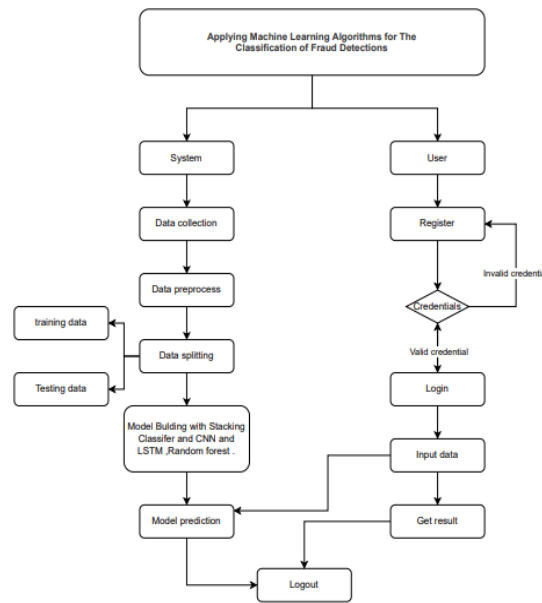 Applying Machine Learning Algorithms for The
Classification of Fraud Detections
System
User
Data collection
Register
Invalid credenti
Data preprocess
Credentials
training data
Valid credential
Data splitting
Testing data
Login
Model Bulding with Stacking
Classifer and CNN and
LSTM ,Random forest .
Input data
Model prediction
Get result
Logout